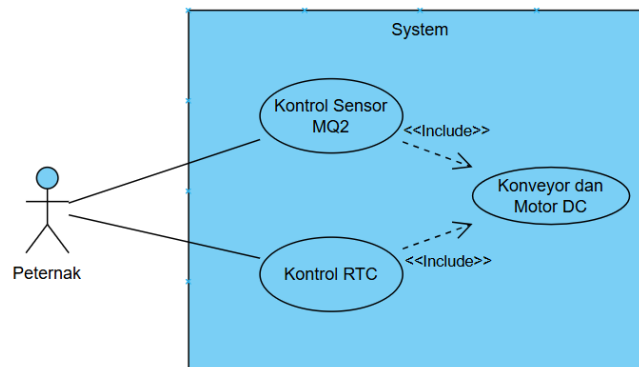 System
Kontrol Sensor
MQ2
<<Include>>
Konveyor dan
Motor DC
Peternak
Kontrol RTC
<<Include>>